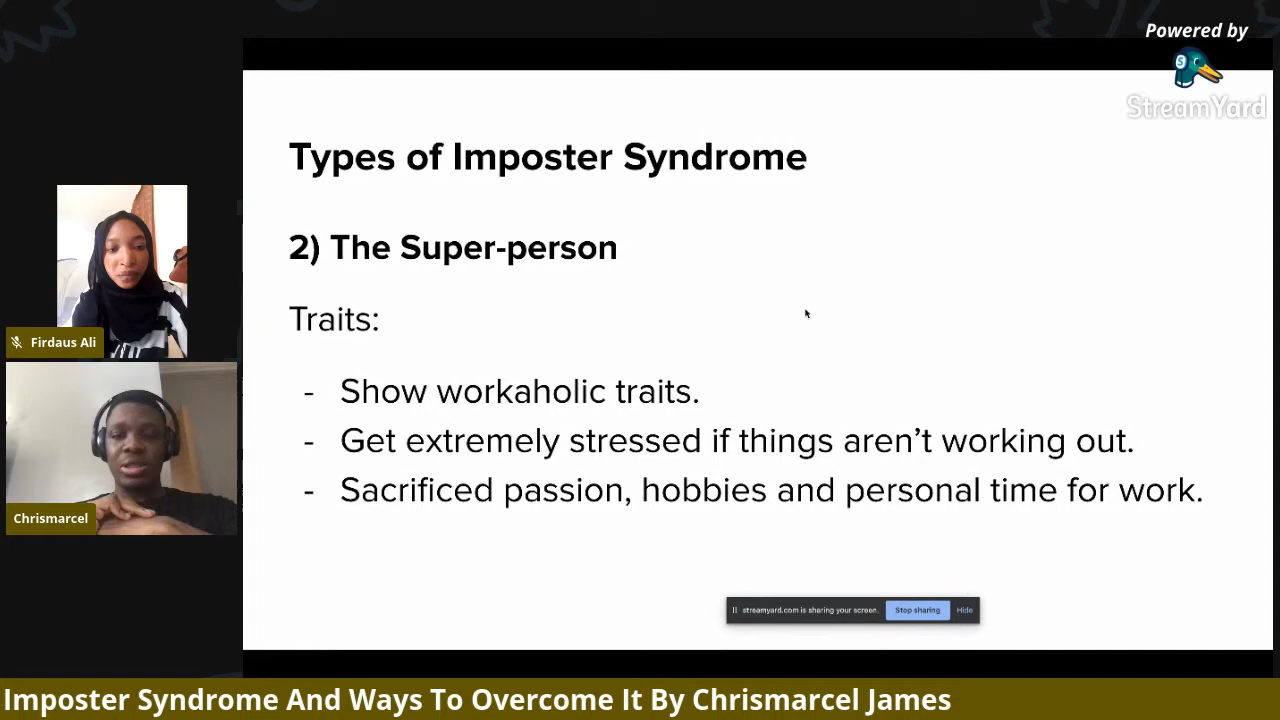 Powered by
StreamYard
Types of Imposter Syndrome
2) The Super-person
Traits:
- Show workaholic traits.
- Get extremely stressed if things aren’t working out.
- Sacrificed passion, hobbies and personal time for work.
Firdaus Ali
Chrismarcel
streamyard.com is sharing your screen. Stop sharing Hide
Imposter Syndrome And Ways To Overcome It By Chrismarcel James